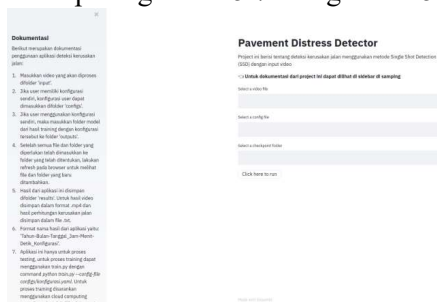 Dokumentasi
Berikut merupakan dokumentasi
penggunaan aplikasi deteksi kerusakan
jalan:
1. Masukkan video yang akan diproses
difolder 'input'.
2. Jika user memiliki konfigurasi
sendiri, konfigurasi user dapat
dimasukkan difolder 'configs'.
3. Jika user menggunakan konfigurasi
sendiri, maka masukkan folder model
dari hasil training dengan konfigurasi
tersebut ke folder 'outputs'.
4. Setelah semua file dan folder yang
diperlukan telah dimasukkan ke
folder yang telah ditentukan, lakukan
refresh pada browser untuk melihat
file dan folder yang baru
ditambahkan.
5. Hasil dari aplikasi ini disimpan
difolder 'results'. Untuk hasil video
disimpan dalam format .mp4 dan
hasil perhitungan kerusakan jalan
disimpan dalam file .txt.
6. Format nama hasil dari aplikasi yaitu
'Tahun-Bulan-Tanggal_Jam-Menit-
Detik_Konfigurasi'.
7. Aplikasi ini hanya untuk proses
testing, untuk proses training dapat
menggunakan train.py dengan
command python train.py --config-file
configs/konfigurasi.yaml. Untuk
proses training disarankan
menggunakan cloud computing
Pavement Distress Detector
Project ini berisi tentang deteksi kerusakan jalan menggunakan metode Single Shot Detection
(SSD) dengan input video.
Untuk dokumentasi dari project ini dapat dilihat di sidebar di samping
Select a video file
Select a config file
Select a checkpoint folder
Click here to run